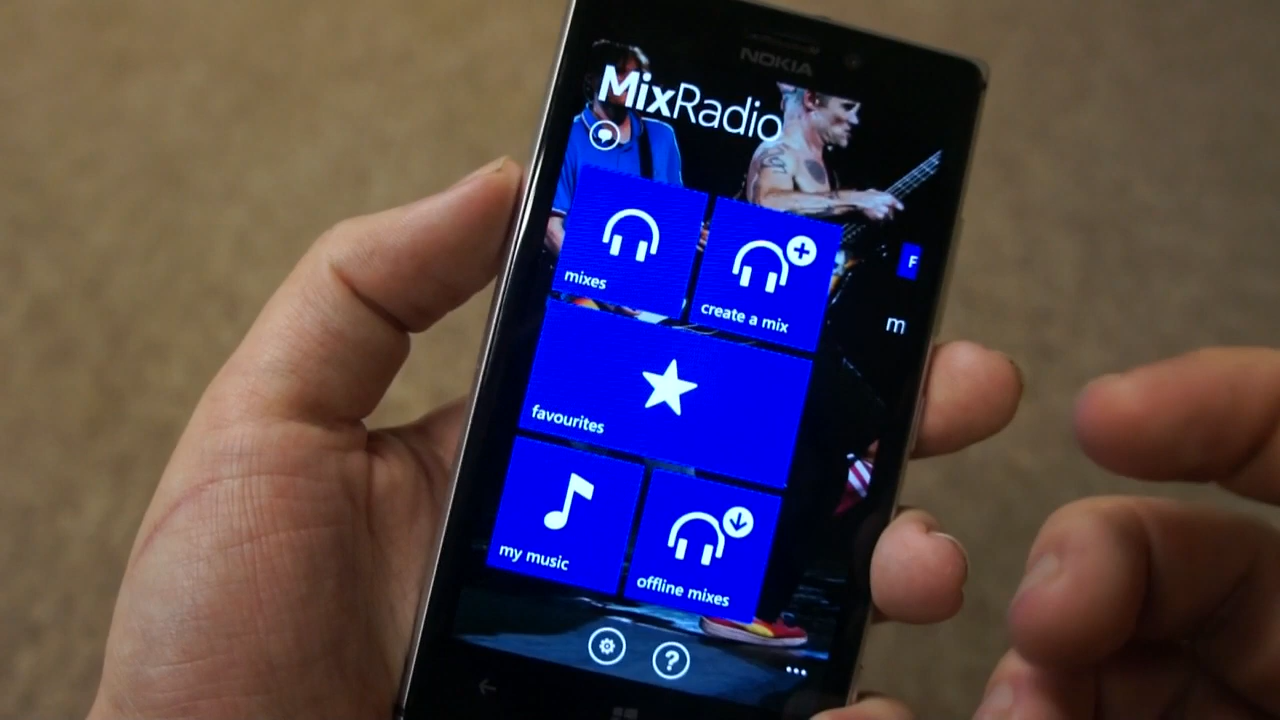 NOKIA
MixRadio
mixes
create a mix
F
m
favourites
my music
offline mixes
?